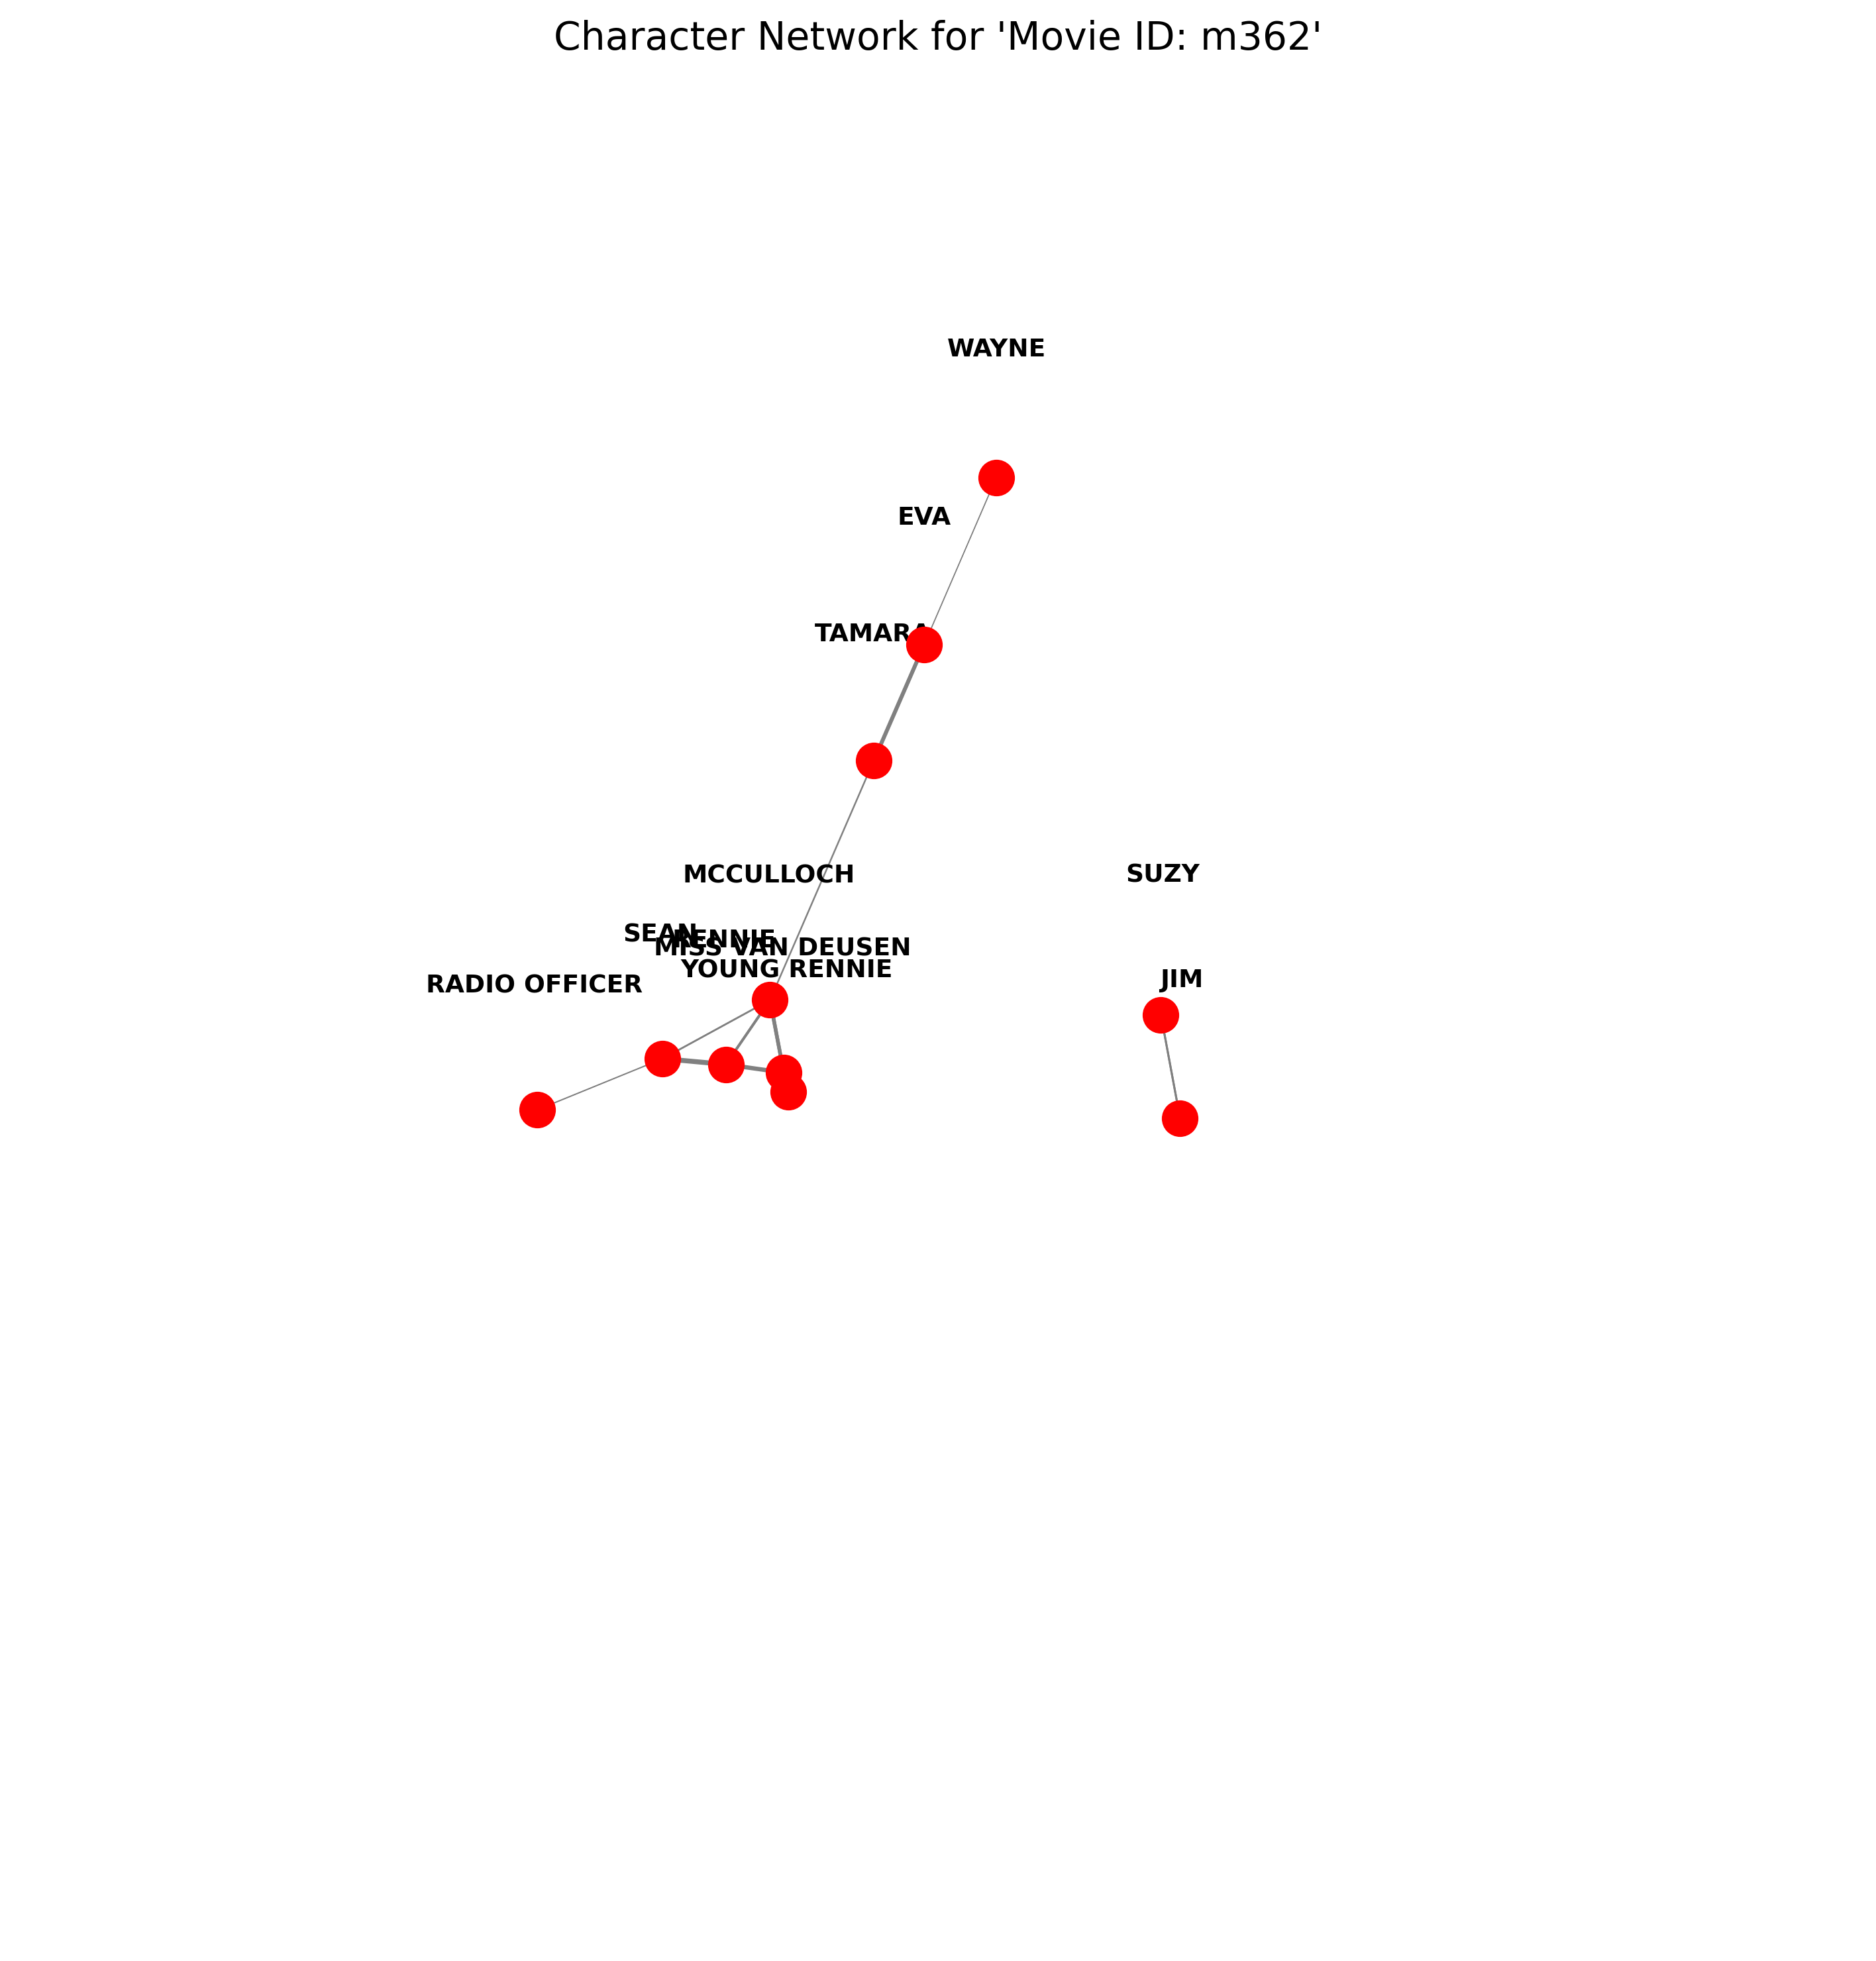 Character Network for 'Movie ID: m362'
WAYNE
EVA
TAMARA
MCCULLOCH
SUZY
SEAN
RENNIE
MISS VAN DEUSEN
YOUNG RENNIE
JIM
RADIO OFFICER